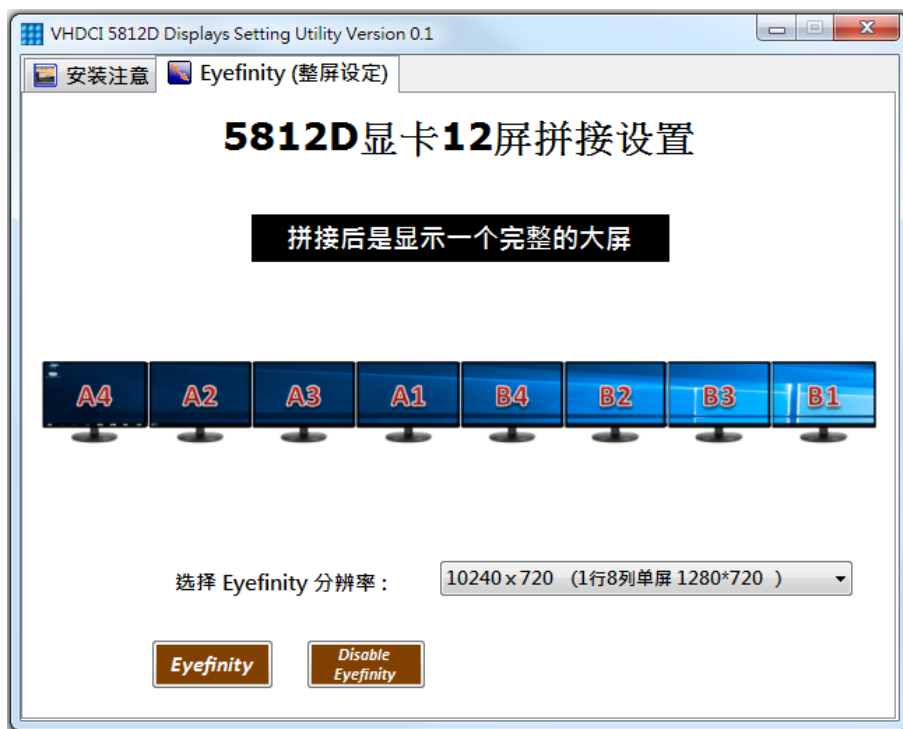 VHDCI 5812D Displays Setting Utility Version 0.1
安装注意 Eyefinity (整屏设定)
5812D显卡12屏拼接设置
拼接后是显示一个完整的大屏
A4 A2 A3 A1 B4 B2 B3 B1
选择 Eyefinity 分辨率 : 10240 x 720 (1行8列单屏 1280*720 )
Eyefinity Disable
Eyefinity